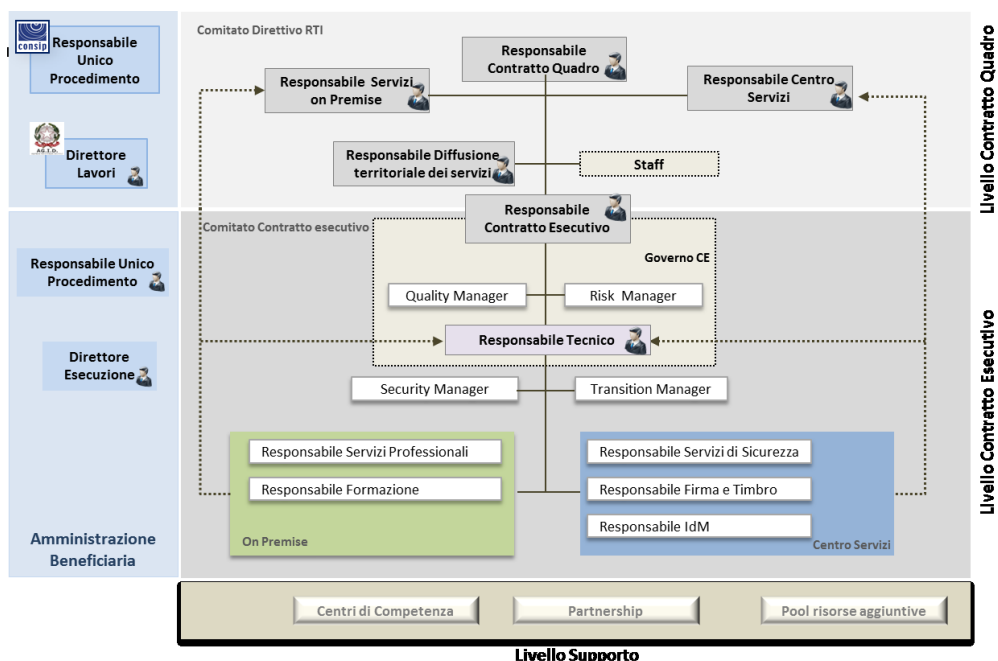 consip
Responsabile
Unico
Procedimento
A G. I. D.
Direttore
Lavori
Responsabile Unico
Procedimento
Direttore
Esecuzione
Amministrazione
Beneficiaria
Comitato Direttivo RTI
Responsabile
Contratto Quadro
Responsabile Servizi
on Premise
Responsabile Centro
Servizi
Responsabile Diffusione
territoriale dei servizi
Staff
Livello Contratto Quadro
Comitato Contratto esecutivo
Responsabile
Contratto Esecutivo
Governo CE
Quality Manager
Risk Manager
Responsabile Tecnico
Security Manager
Transition Manager
Responsabile Servizi Professionali
Responsabile Formazione
On Premise
Responsabile Servizi di Sicurezza
Responsabile Firma e Timbro
Responsabile IdM
Centro Servizi
Livello Contratto Esecutivo
Centri di Competenza
Partnership
Pool risorse aggiuntive
Livello Supporto